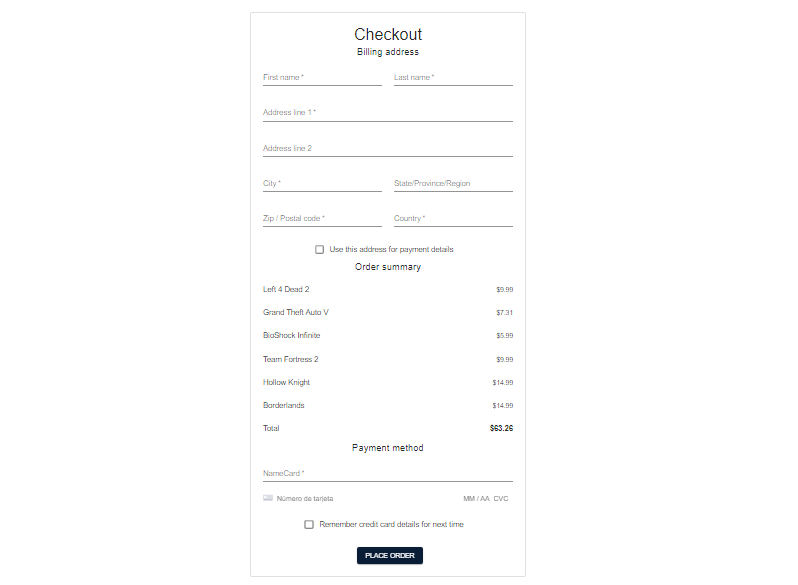 Checkout
Billing address
First name * Last name *
Address line 1 *
Address line 2
City * State/Province/Region
Zip / Postal code * Country *
Use this address for payment details
Order summary
Left 4 Dead 2 $9.99
Grand Theft Auto V $7.31
BioShock Infinite $5.99
Team Fortress 2 $9.99
Hollow Knight $14.99
Borderlands $14.99
Total $63.26
Payment method
NameCard *
Número de tarjeta MM / AA CVC
Remember credit card details for next time
PLACE ORDER